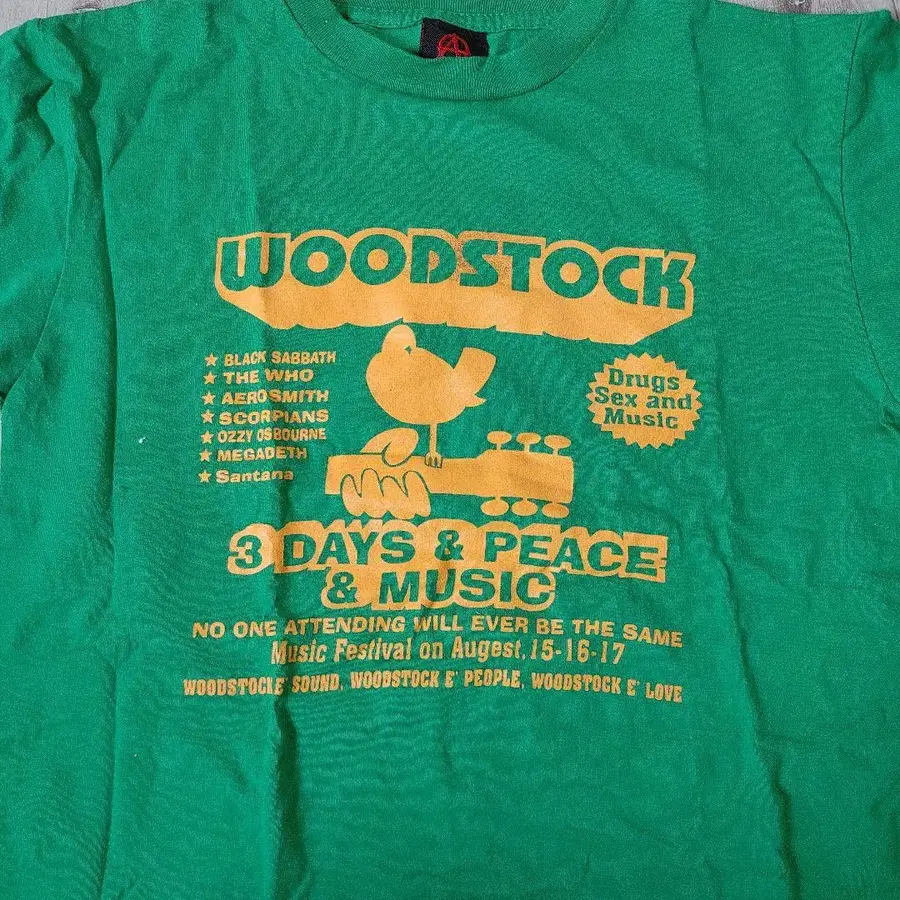 WOODSTOCK
★ BLACK SABBATH
★ THE WHO
★ AEROSMITH
★ SCORPIANS
★ OZZY OSBOURNE
★ MEGADETH
★ Santana
Drugs
Sex and
Music
3 DAYS & PEACE
& MUSIC
NO ONE ATTENDING WILL EVER BE THE SAME
Music Festival on Augest, 15-16-17
WOODSTOCK E' SOUND, WOODSTOCK E' PEOPLE, WOODSTOCK E' LOVE